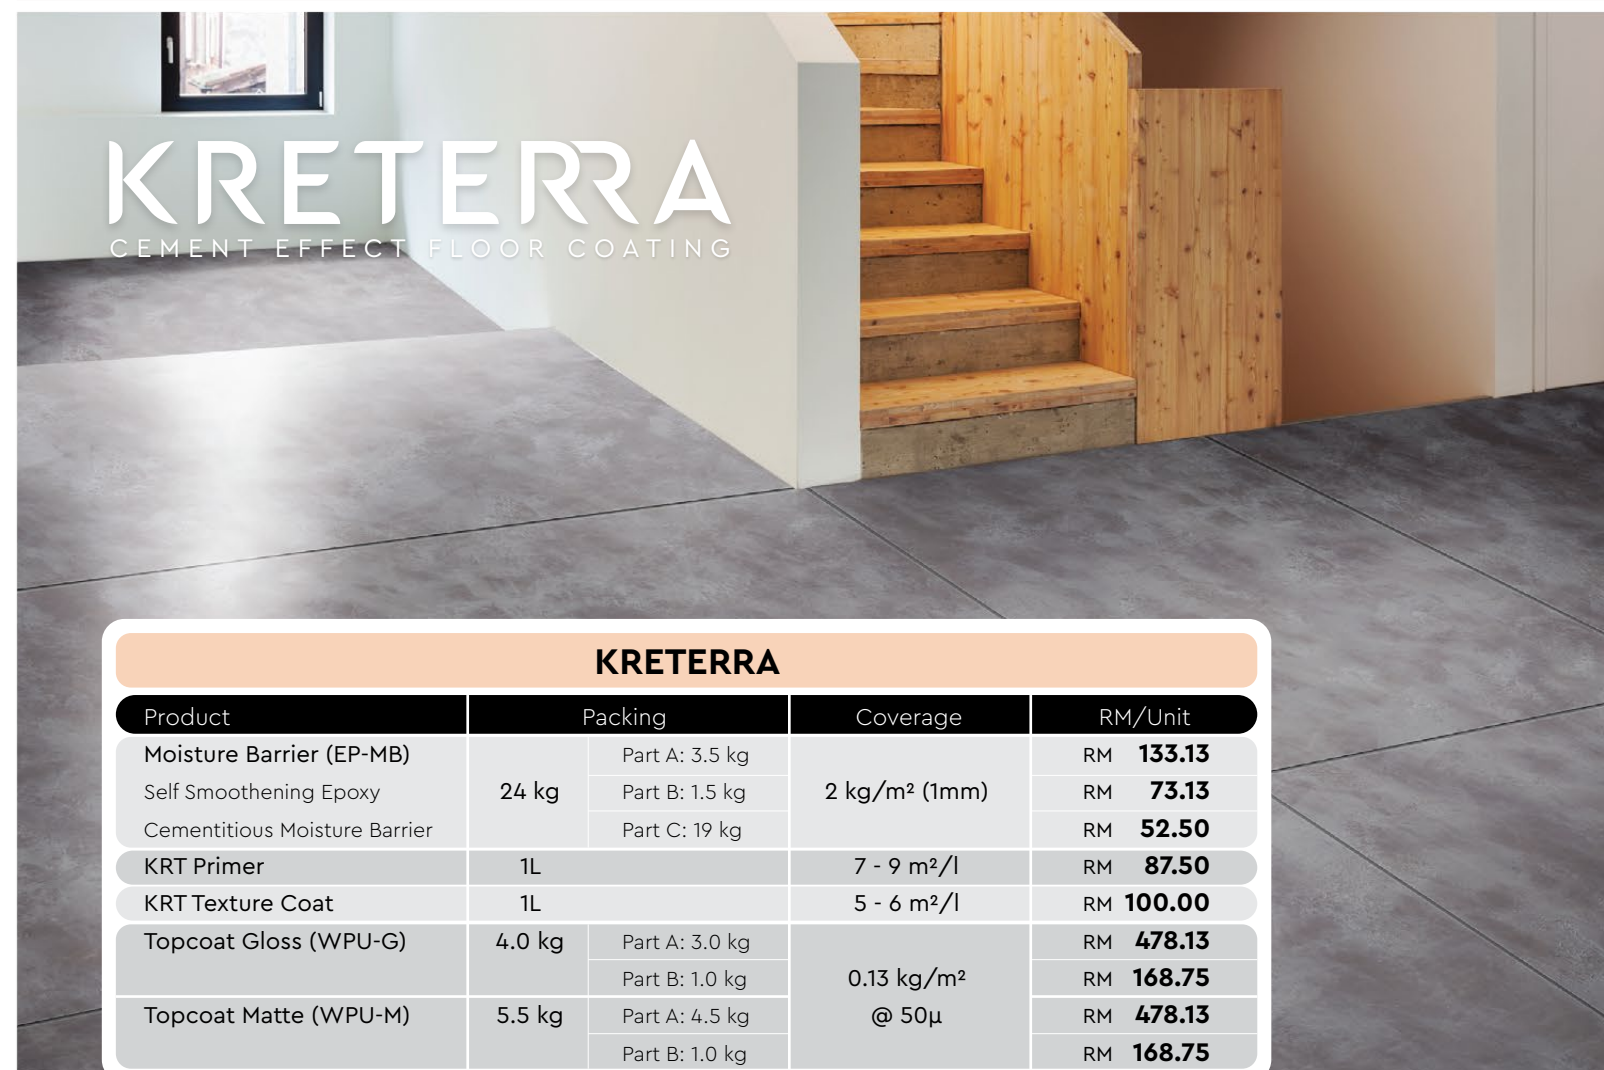 KRETERRA
CEMENT EFFECT FLOOR COATING
KRETERRA
Product Packing Coverage RM/Unit
Moisture Barrier (EP-MB) Part A: 3.5 kg RM 133.13
Self Smoothening Epoxy 24 kg Part B: 1.5 kg 2 kg/m² (1mm) RM 73.13
Cementitious Moisture Barrier Part C: 19 kg RM 52.50
KRT Primer 1L 7 - 9 m²/l RM 87.50
KRT Texture Coat 1L 5 - 6 m²/l RM 100.00
Topcoat Gloss (WPU-G) 4.0 kg Part A: 3.0 kg RM 478.13
Part B: 1.0 kg 0.13 kg/m² RM 168.75
Topcoat Matte (WPU-M) 5.5 kg Part A: 4.5 kg @ 50µ RM 478.13
Part B: 1.0 kg RM 168.75